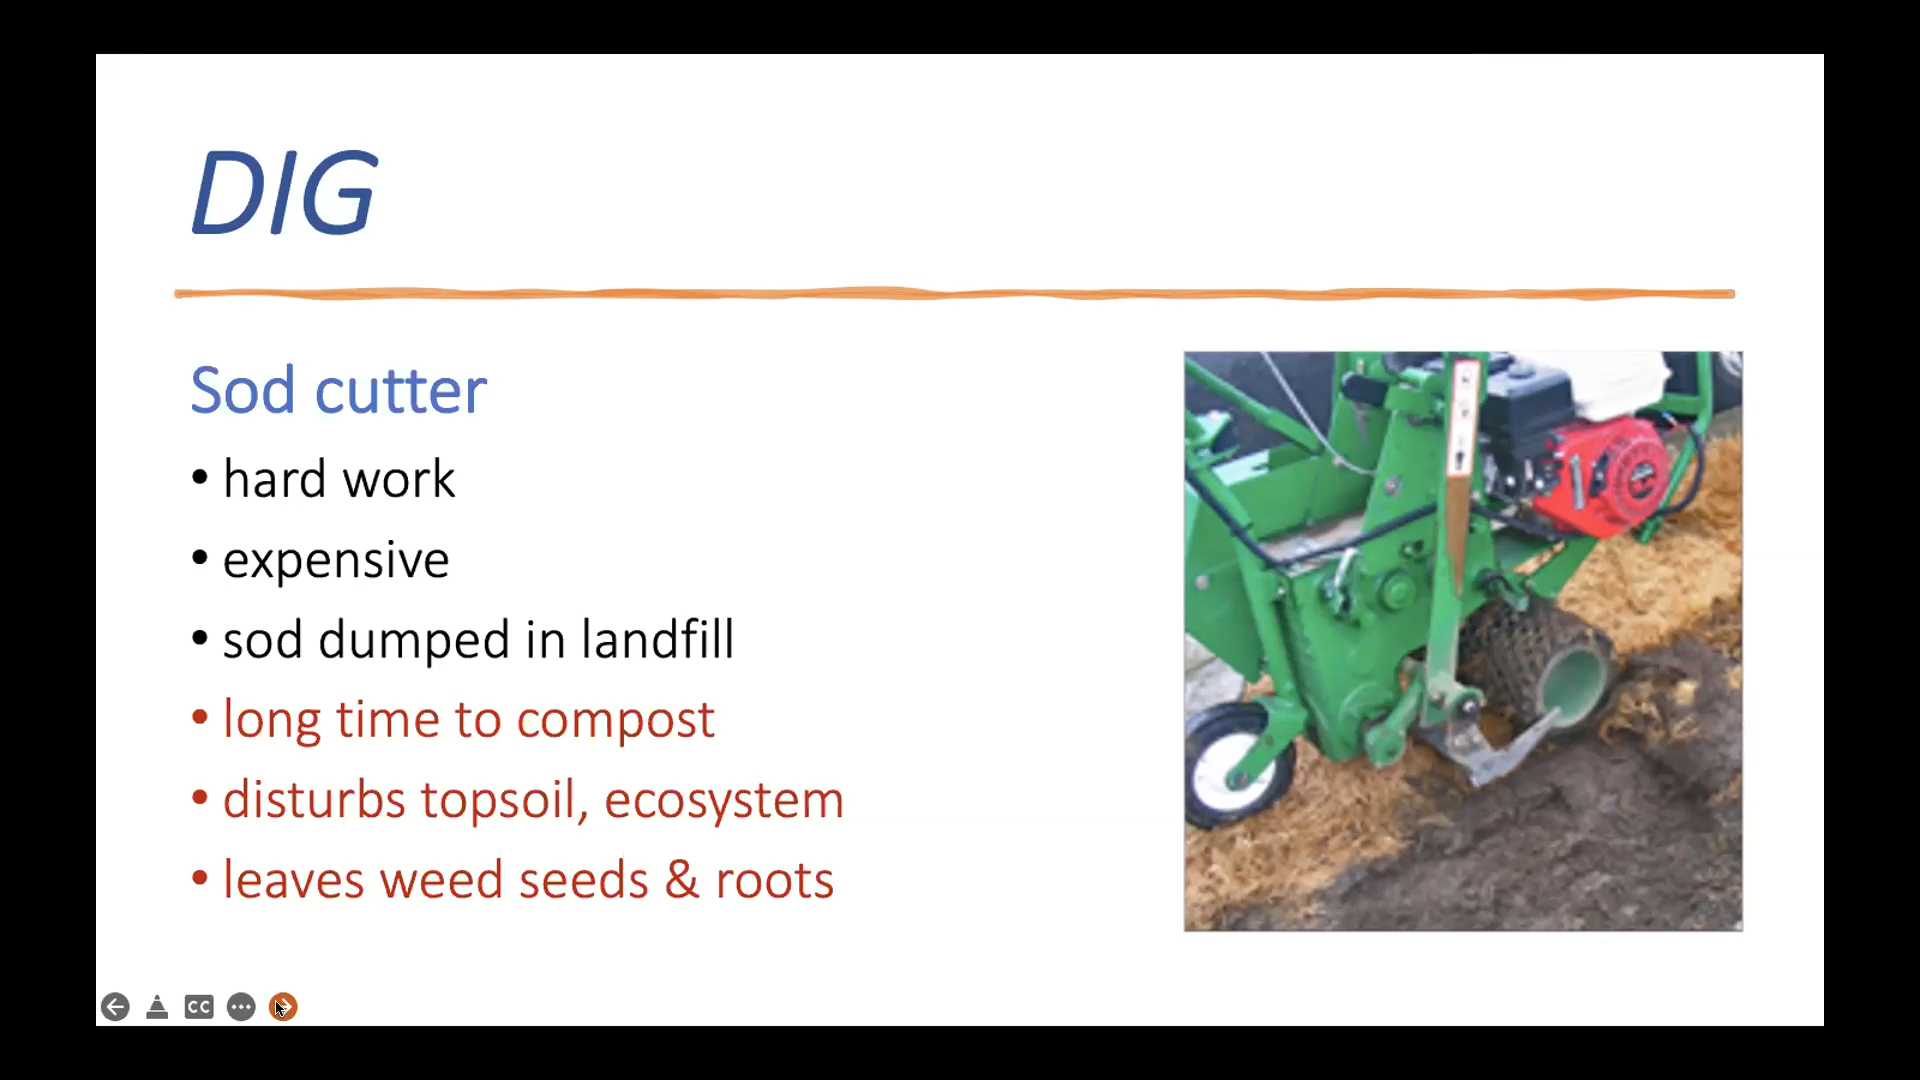 DIG
Sod cutter
• hard work
• expensive
• sod dumped in landfill
• long time to compost
• disturbs topsoil, ecosystem
• leaves weed seeds & roots
CC